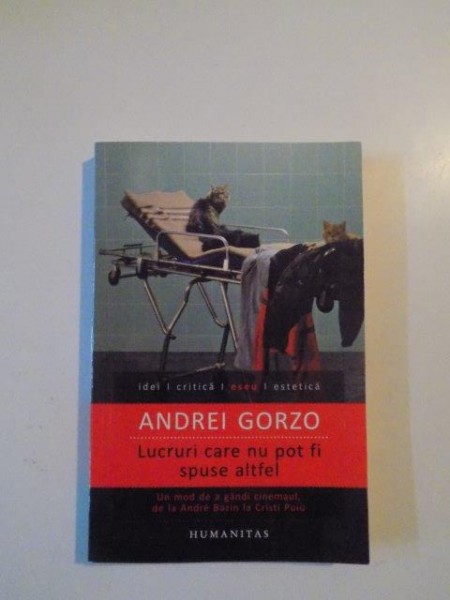 idei | critică | eseu | estetică
ANDREI GORZO
Lucruri care nu pot fi
spuse altfel
Un mod de a gândi cinemaul,
de la André Bazin la Cristi Puiu
HUMANITAS